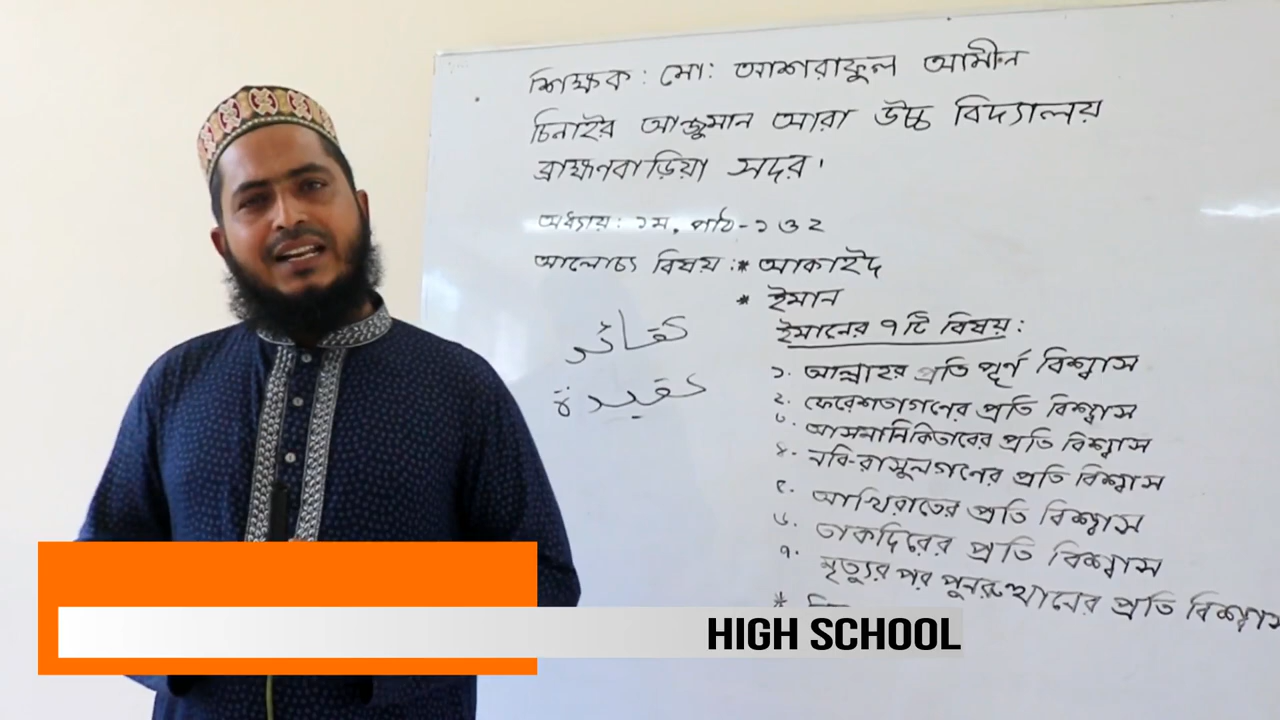 শিক্ষক: মো: আশরাফুল আমীন
চিনাইর আঞ্জুমান আরা উচ্চ বিদ্যালয়
ব্রাহ্মণবাড়িয়া সদর।
অধ্যায়: ১ম, পাঠ-১ ও ২
আলোচ্য বিষয়: * আকাইদ
* ইমান
ইমানের ৭টি বিষয়:
১. আল্লাহর প্রতি পূর্ণ বিশ্বাস
২. ফেরেশতাগণের প্রতি বিশ্বাস
৩. আসমানিকিতাবের প্রতি বিশ্বাস
৪. নবি-রাসুলগণের প্রতি বিশ্বাস
৫. আখিরাতের প্রতি বিশ্বাস
৬. তাকদিরের প্রতি বিশ্বাস
৭. মৃত্যুর পর পুনরুত্থানের প্রতি বিশ্বাস
عقائد
عقيدة
HIGH SCHOOL